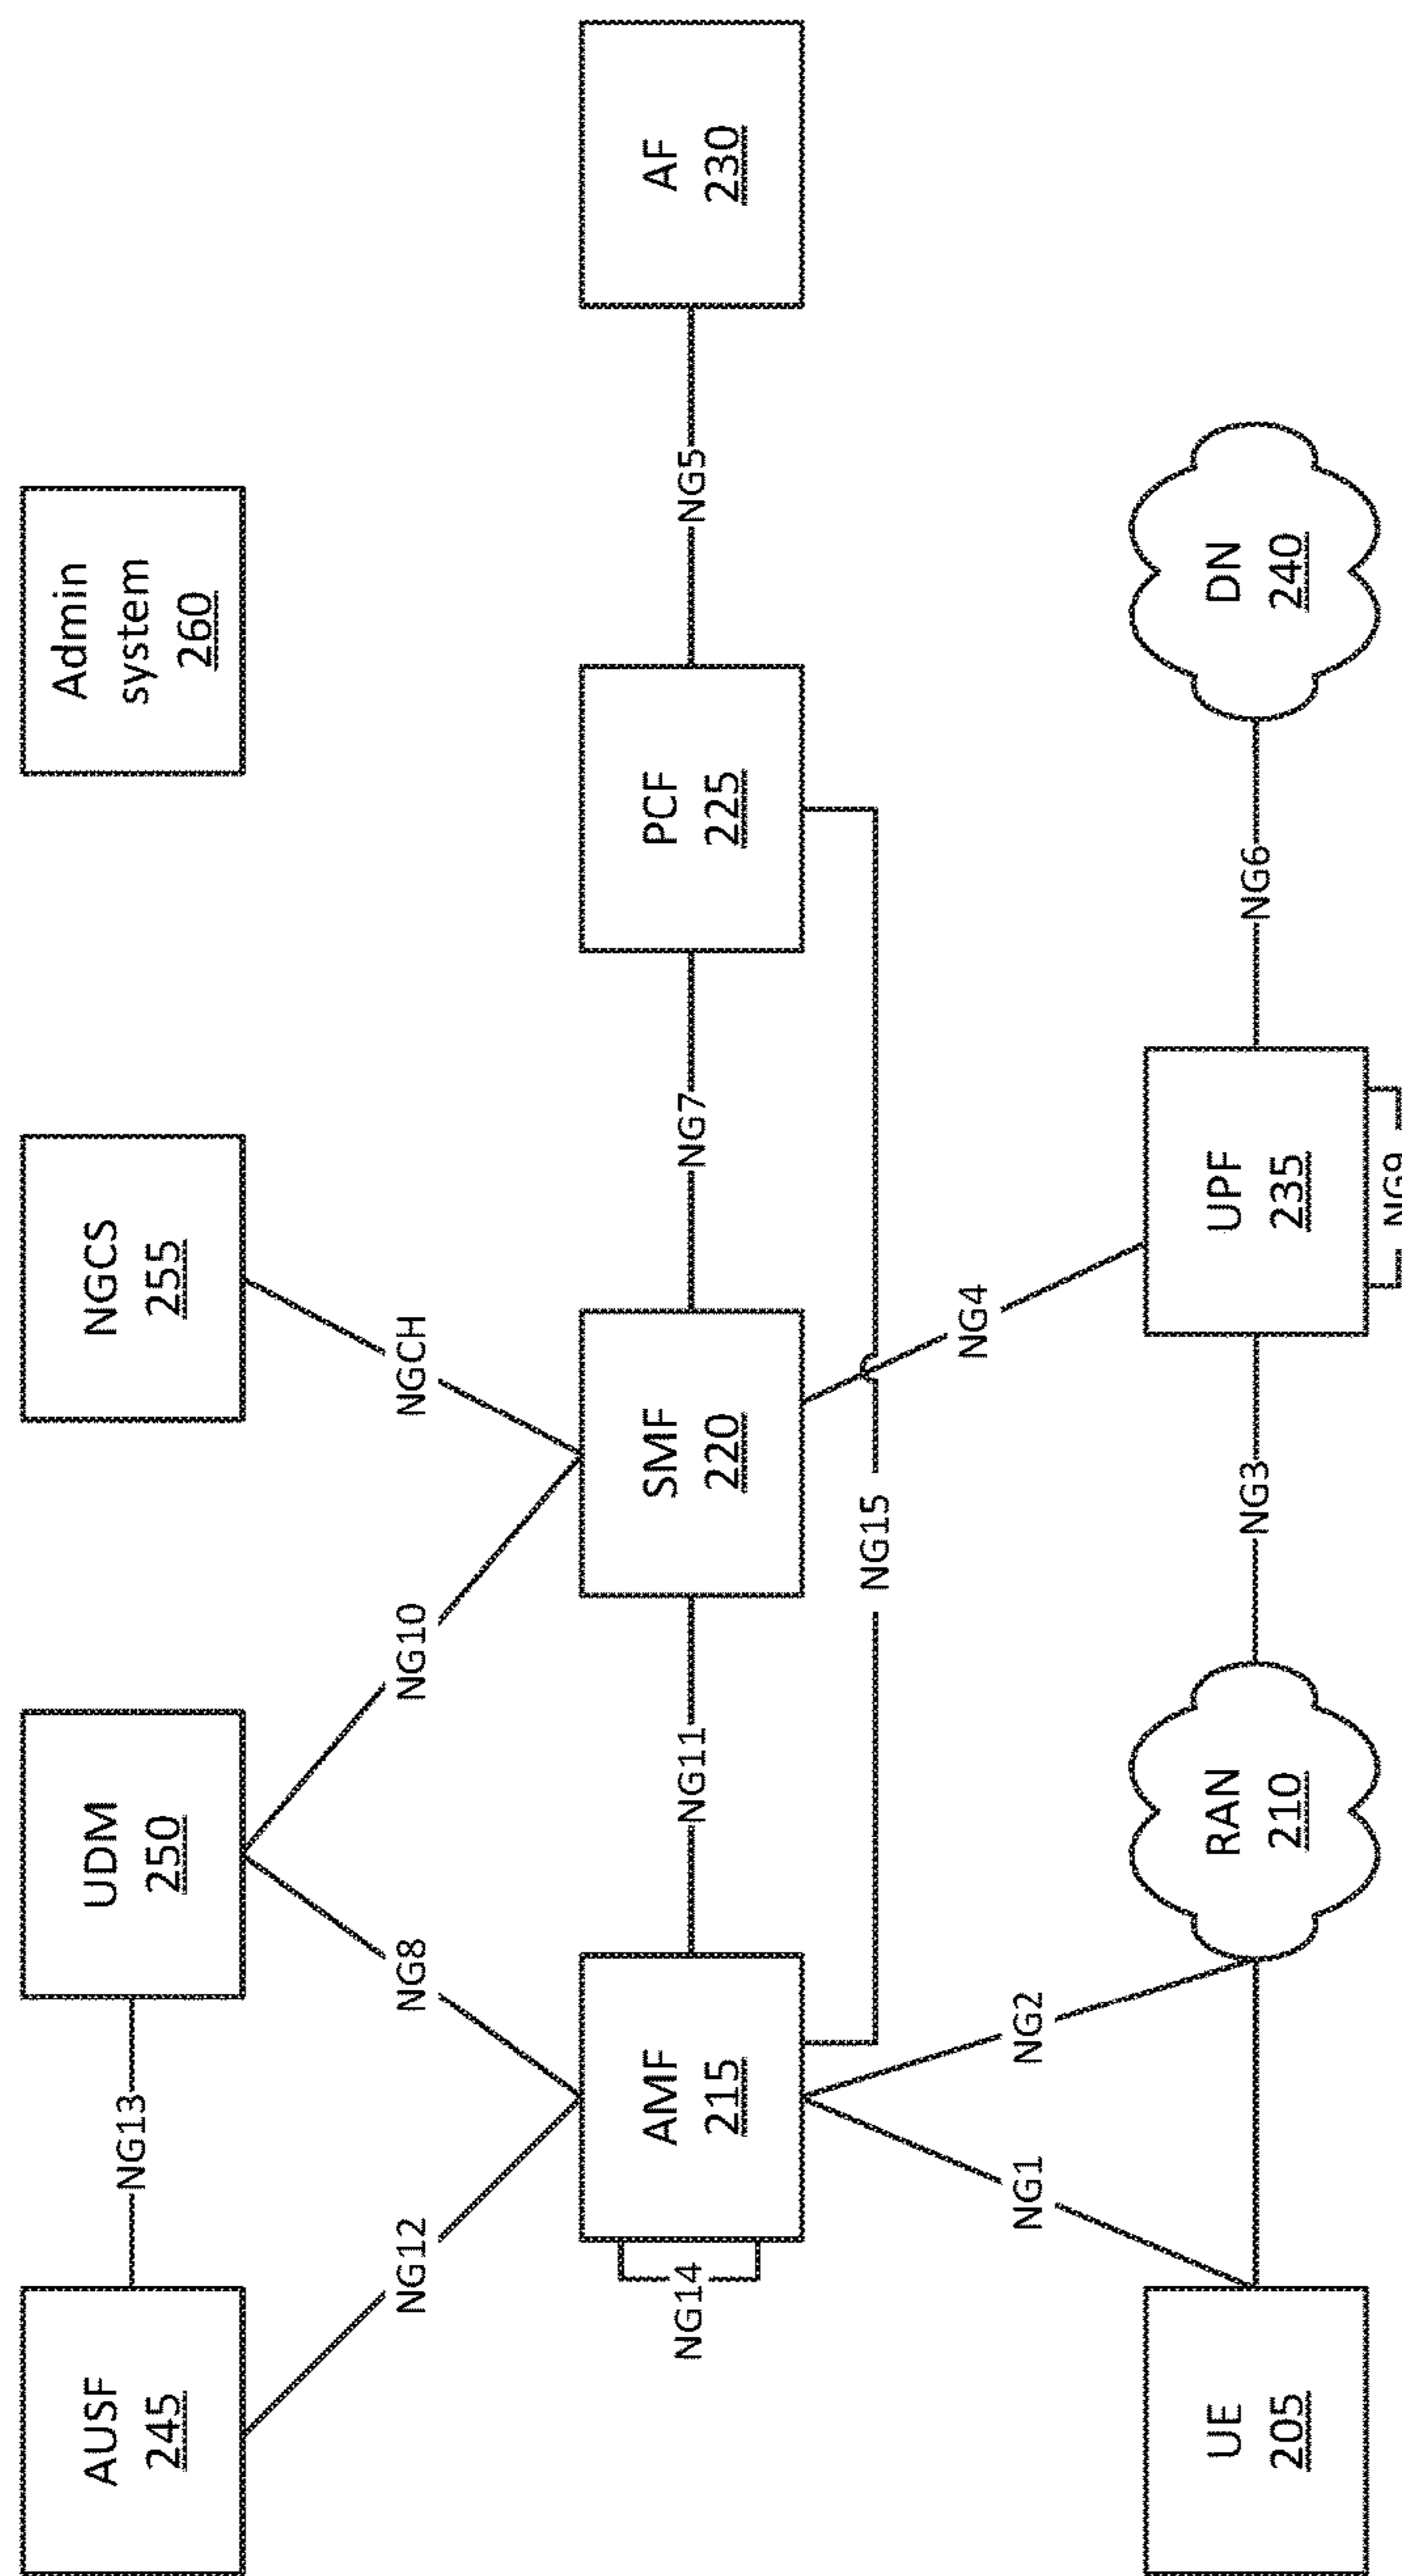 AUSF
245
NG13
UDM
250
NGCS
255
Admin
system
260
NG12
NG8
NG10
NGCH
NG14
AMF
215
NG11
SMF
220
NG7
PCF
225
NG5
AF
230
NG15
NG1
NG2
NG4
UE
205
RAN
210
NG3
UPF
235
NG6
DN
240
NG9